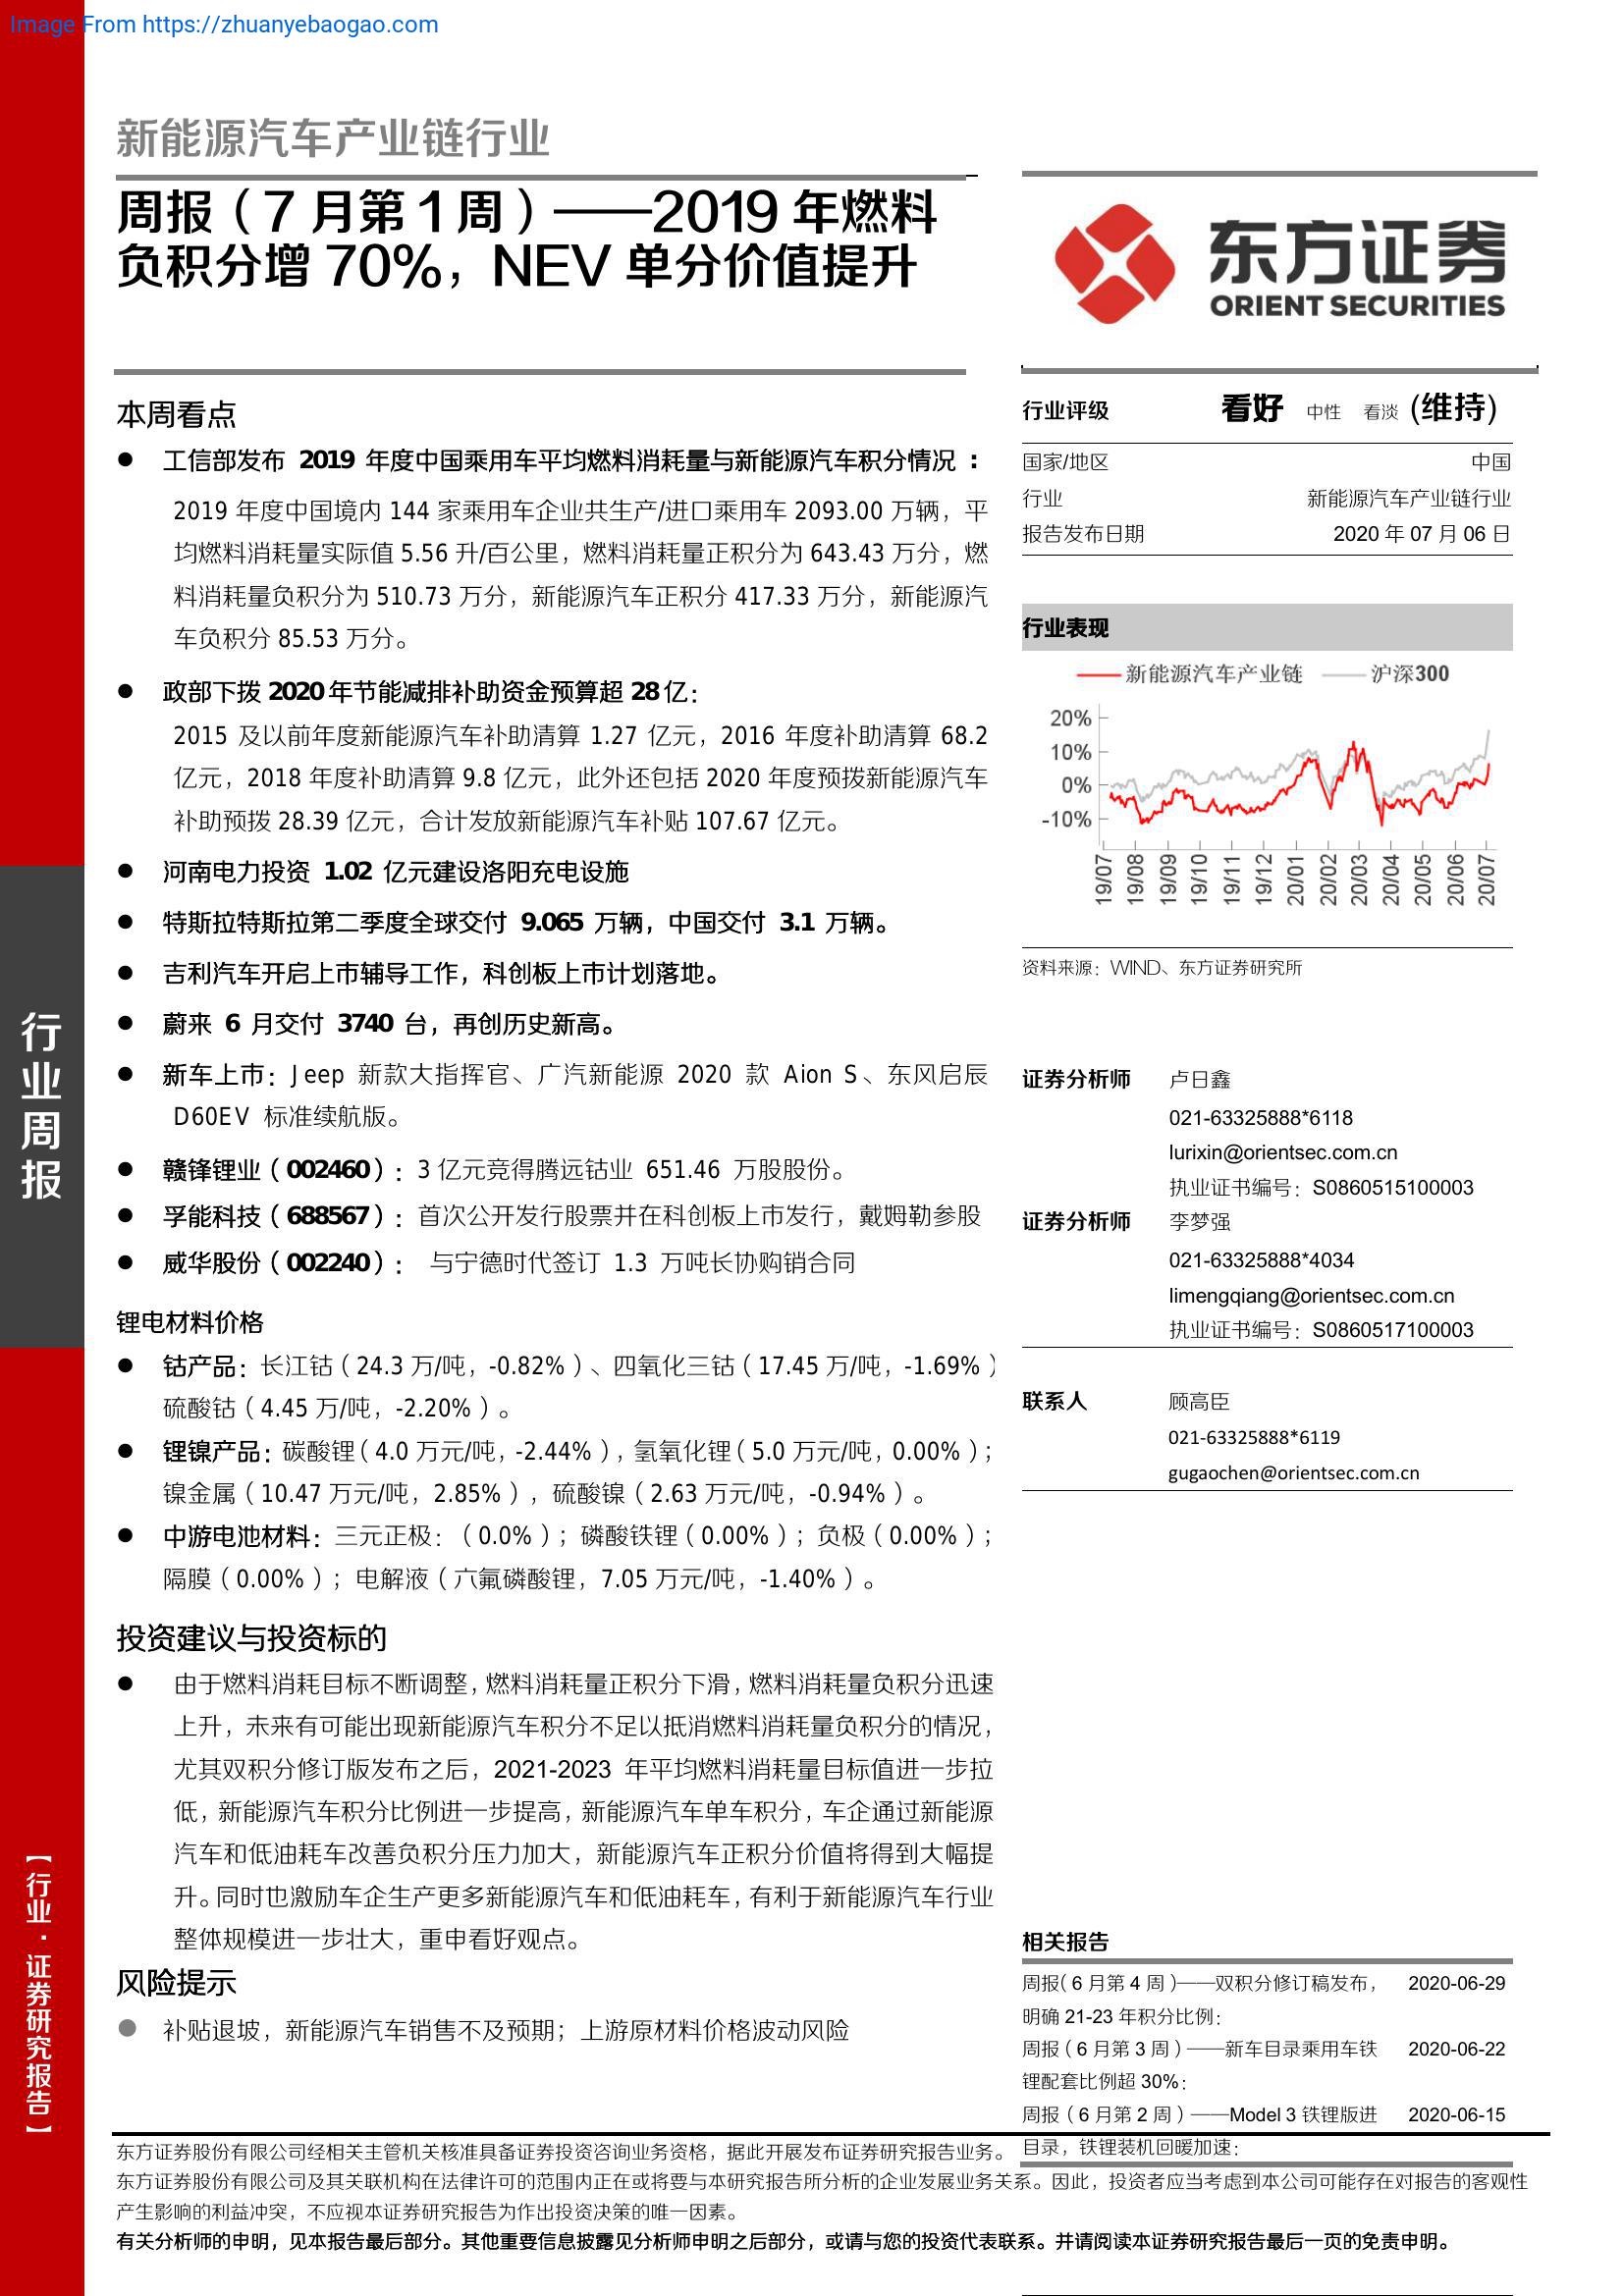 Image From https://zhuanyebaogao.com
新能源汽车产业链行业
周报（7 月第 1 周）——2019 年燃料
负积分增 70%，NEV 单分价值提升
东方证券
ORIENT SECURITIES
本周看点
● 工信部发布 2019 年度中国乘用车平均燃料消耗量与新能源汽车积分情况：
2019 年度中国境内 144 家乘用车企业共生产/进口乘用车 2093.00 万辆，平
均燃料消耗量实际值 5.56 升/百公里，燃料消耗量正积分为 643.43 万分，燃
料消耗量负积分为 510.73 万分，新能源汽车正积分 417.33 万分，新能源汽
车负积分 85.53 万分。
● 政部下拨 2020 年节能减排补助资金预算超 28 亿：
2015 及以前年度新能源汽车补助清算 1.27 亿元，2016 年度补助清算 68.2
亿元，2018 年度补助清算 9.8 亿元，此外还包括 2020 年度预拨新能源汽车
补助预拨 28.39 亿元，合计发放新能源汽车补贴 107.67 亿元。
● 河南电力投资 1.02 亿元建设洛阳充电设施
● 特斯拉特斯拉第二季度全球交付 9.065 万辆，中国交付 3.1 万辆。
● 吉利汽车开启上市辅导工作，科创板上市计划落地。
● 蔚来 6 月交付 3740 台，再创历史新高。
● 新车上市：Jeep 新款大指挥官、广汽新能源 2020 款 Aion S、东风启辰
D60EV 标准续航版。
● 赣锋锂业（002460）：3 亿元竞得腾远钴业 651.46 万股股份。
● 孚能科技（688567）：首次公开发行股票并在科创板上市发行，戴姆勒参股
● 威华股份（002240）： 与宁德时代签订 1.3 万吨长协购销合同
锂电材料价格
● 钴产品：长江钴（24.3 万/吨，-0.82%）、四氧化三钴（17.45 万/吨，-1.69%）
硫酸钴（4.45 万/吨，-2.20%）。
● 锂镍产品：碳酸锂（4.0 万元/吨，-2.44%），氢氧化锂（5.0 万元/吨，0.00%）；
镍金属（10.47 万元/吨，2.85%），硫酸镍（2.63 万元/吨，-0.94%）。
● 中游电池材料：三元正极：（0.0%）；磷酸铁锂（0.00%）；负极（0.00%）；
隔膜（0.00%）；电解液（六氟磷酸锂，7.05 万元/吨，-1.40%）。
投资建议与投资标的
● 由于燃料消耗目标不断调整，燃料消耗量正积分下滑，燃料消耗量负积分迅速
上升，未来有可能出现新能源汽车积分不足以抵消燃料消耗量负积分的情况，
尤其双积分修订版发布之后，2021-2023 年平均燃料消耗量目标值进一步拉
低，新能源汽车积分比例进一步提高，新能源汽车单车积分，车企通过新能源
汽车和低油耗车改善负积分压力加大，新能源汽车正积分价值将得到大幅提
升。同时也激励车企生产更多新能源汽车和低油耗车，有利于新能源汽车行业
整体规模进一步壮大，重申看好观点。
风险提示
● 补贴退坡，新能源汽车销售不及预期；上游原材料价格波动风险
行业评级 看好 中性 看淡 (维持)
国家/地区 中国
行业 新能源汽车产业链行业
报告发布日期 2020 年 07 月 06 日
行业表现
新能源汽车产业链 沪深300
20%
10%
0%
-10%
19/07 19/08 19/09 19/10 19/11 19/12 20/01 20/02 20/03 20/04 20/05 20/06 20/07
资料来源：WIND、东方证券研究所
证券分析师 卢日鑫
021-63325888*6118
lurixin@orientsec.com.cn
执业证书编号：S0860515100003
证券分析师 李梦强
021-63325888*4034
limengqiang@orientsec.com.cn
执业证书编号：S0860517100003
联系人 顾高臣
021-63325888*6119
gugaochen@orientsec.com.cn
相关报告
周报（6 月第 4 周）——双积分修订稿发布， 2020-06-29
明确 21-23 年积分比例：
周报（6 月第 3 周）——新车目录乘用车铁 2020-06-22
锂配套比例超 30%：
周报（6 月第 2 周）——Model 3 铁锂版进 2020-06-15
目录，铁锂装机回暖加速：
行业周报
【行业·证券研究报告】
东方证券股份有限公司经相关主管机关核准具备证券投资咨询业务资格，据此开展发布证券研究报告业务。
东方证券股份有限公司及其关联机构在法律许可的范围内正在或将要与本研究报告所分析的企业发展业务关系。因此，投资者应当考虑到本公司可能存在对报告的客观性
产生影响的利益冲突，不应视本证券研究报告为作出投资决策的唯一因素。
有关分析师的申明，见本报告最后部分。其他重要信息披露见分析师申明之后部分，或请与您的投资代表联系。并请阅读本证券研究报告最后一页的免责申明。